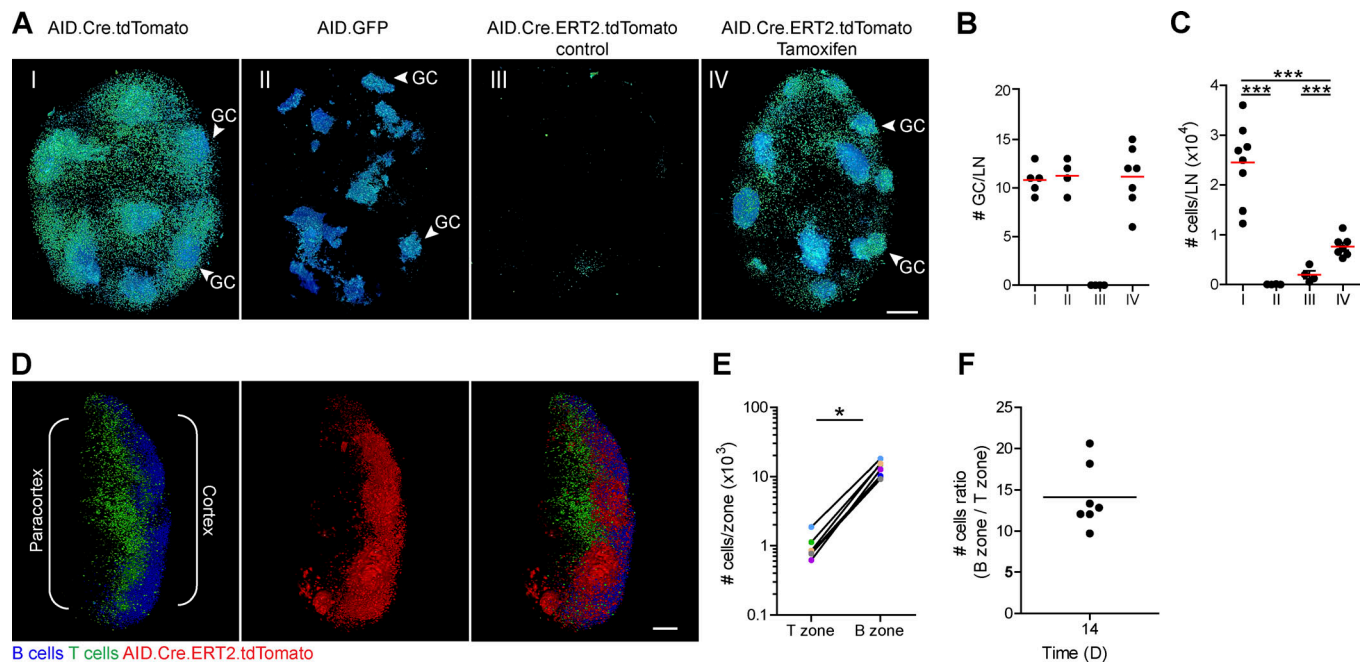 A
AID.Cre.tdTomato
AID.GFP
AID.Cre.ERT2.tdTomato
control
AID.Cre.ERT2.tdTomato
Tamoxifen
I
GC
GC
II
GC
GC
III
IV
GC
GC
B
# GC/LN
20
15
10
5
0
I II III IV
C
# cells/LN (x10⁴)
***
*** ***
4
3
2
1
0
I II III IV
D
Paracortex
Cortex
B cells T cells AID.Cre.ERT2.tdTomato
E
# cells/zone (x10³)
*
100
10
1
0.1
T zone B zone
F
# cells ratio
(B zone / T zone)
25
20
15
10
5
0
14
Time (D)